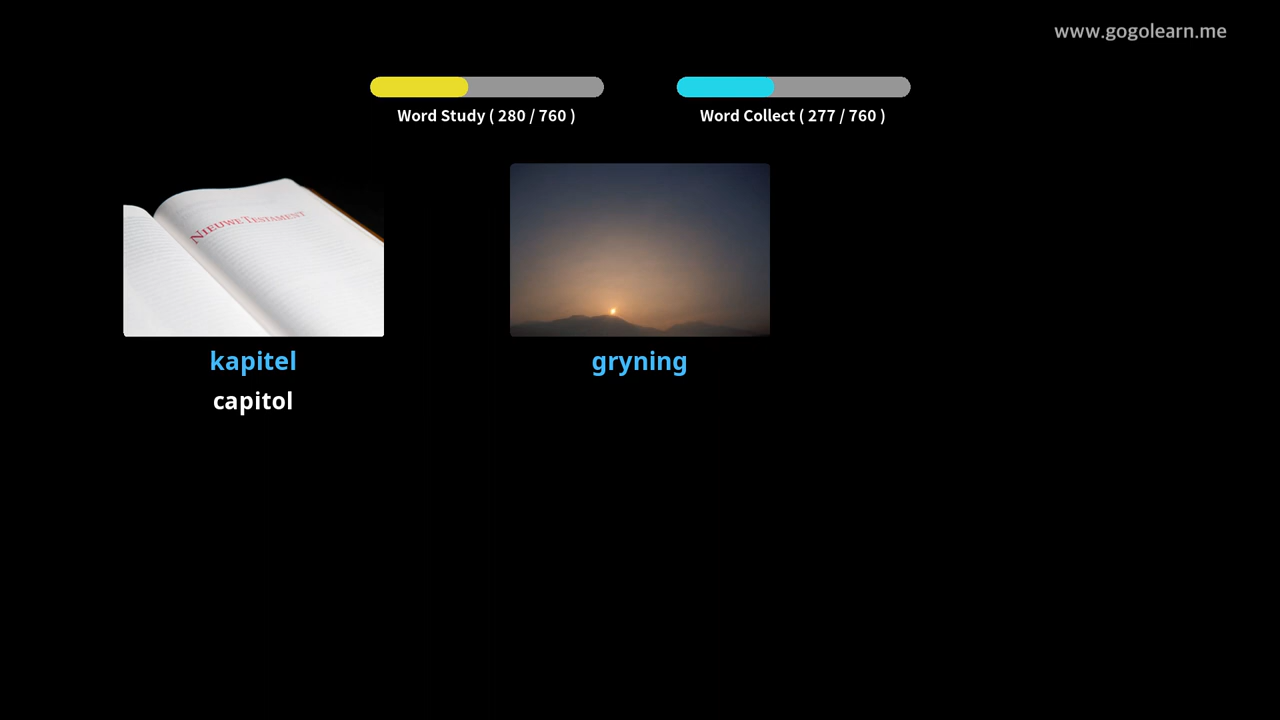 www.gogolearn.me
Word Study ( 280 / 760 )
Word Collect ( 277 / 760 )
NIEUWE TESTAMENT
kapitel
gryning
capitol